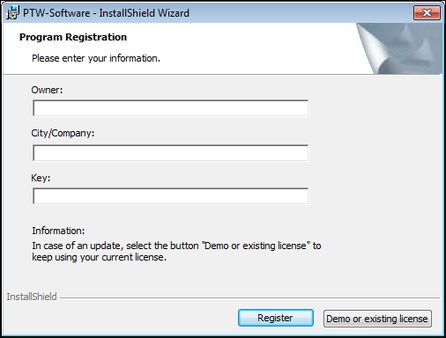 PTW-Software - InstallShield Wizard
Program Registration
Please enter your information.
Owner:
City/Company:
Key:
Information:
In case of an update, select the button "Demo or existing license" to
keep using your current license.
InstallShield
Register
Demo or existing license